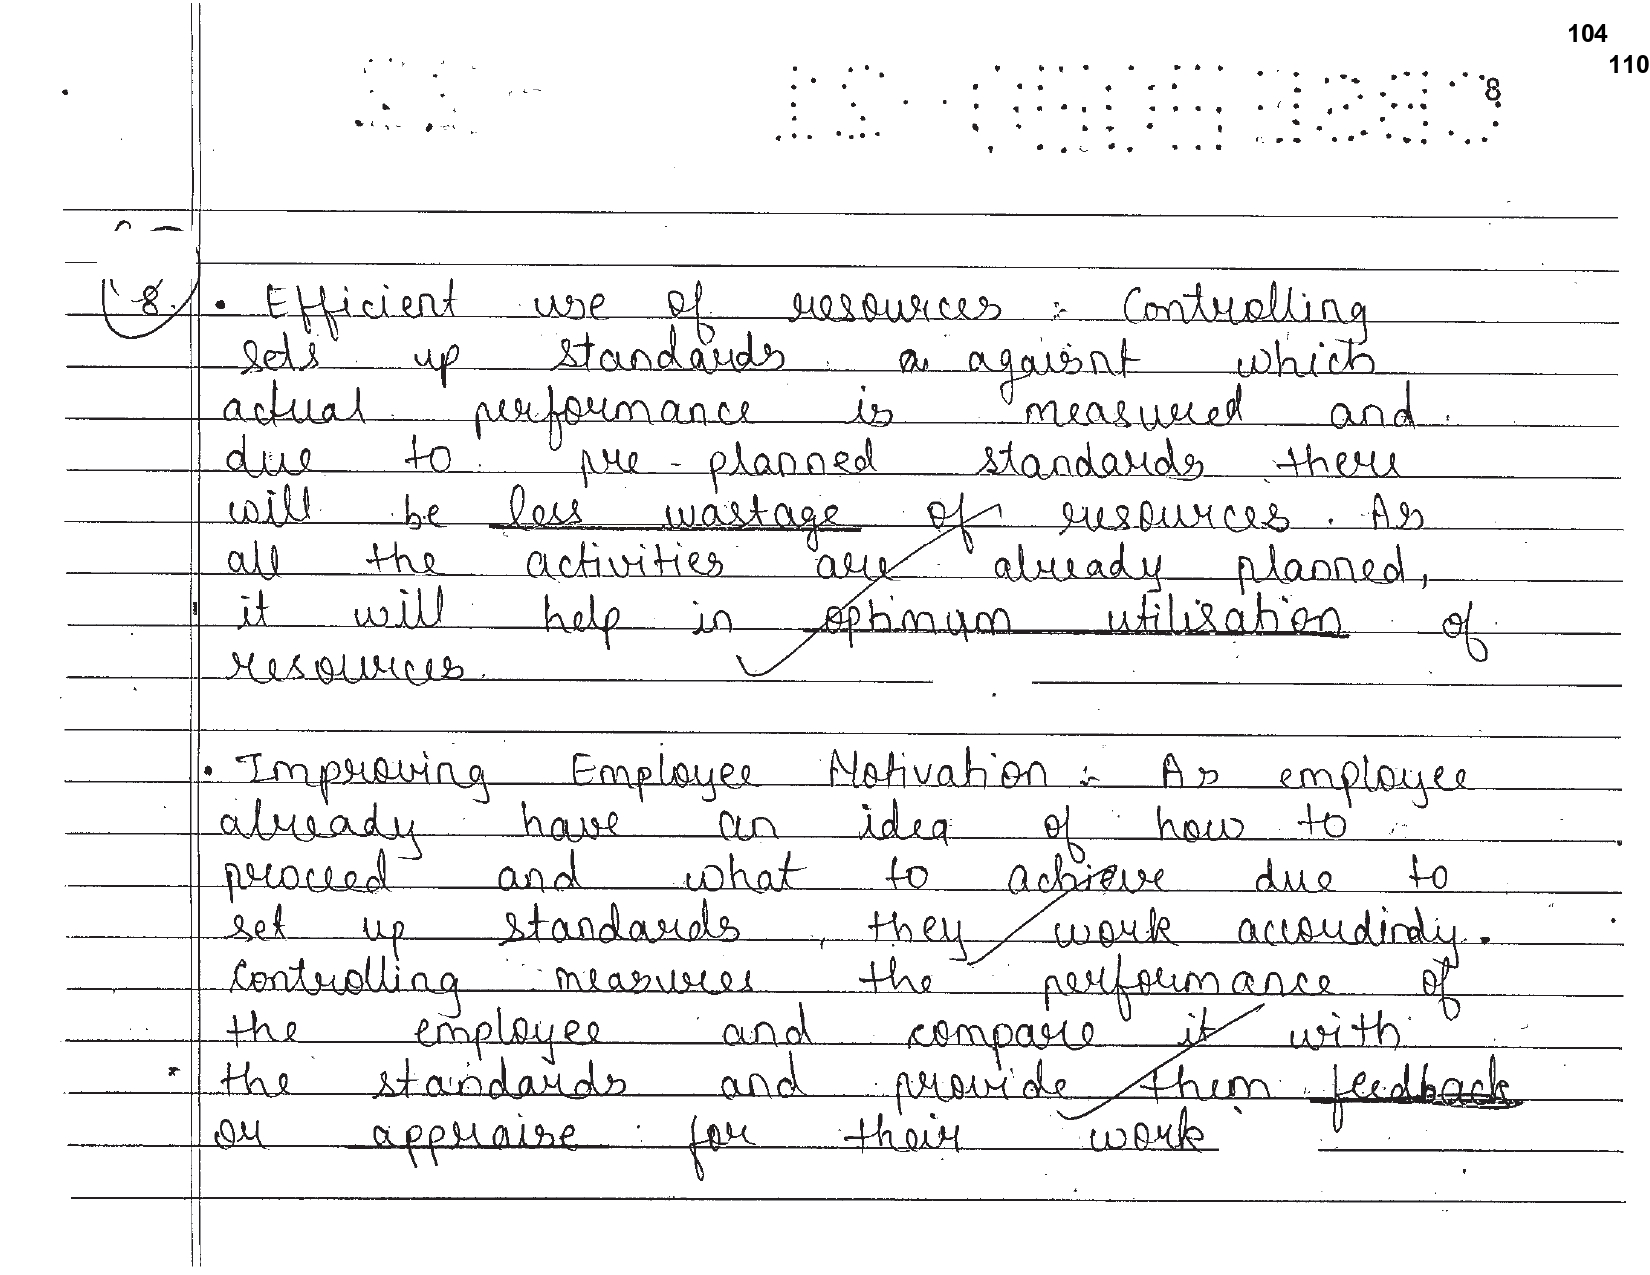 104
110
8
8.
• Efficient use of resources :- Controlling
sets up standards a agaisnt which
actual performance is measured and
due to pre-planned standards there
will be less wastage of resources. As
all the activities are already planned,
it will help in optimum utilisation of
resources.
• Improving Employee Motivation :- As employee
already have an idea of how to
proceed and what to achieve due to
set up standards, they work accordindy.
Controlling measures the performance of
the employee and compare it with
the standards and provide them feedback
or appraise for their work